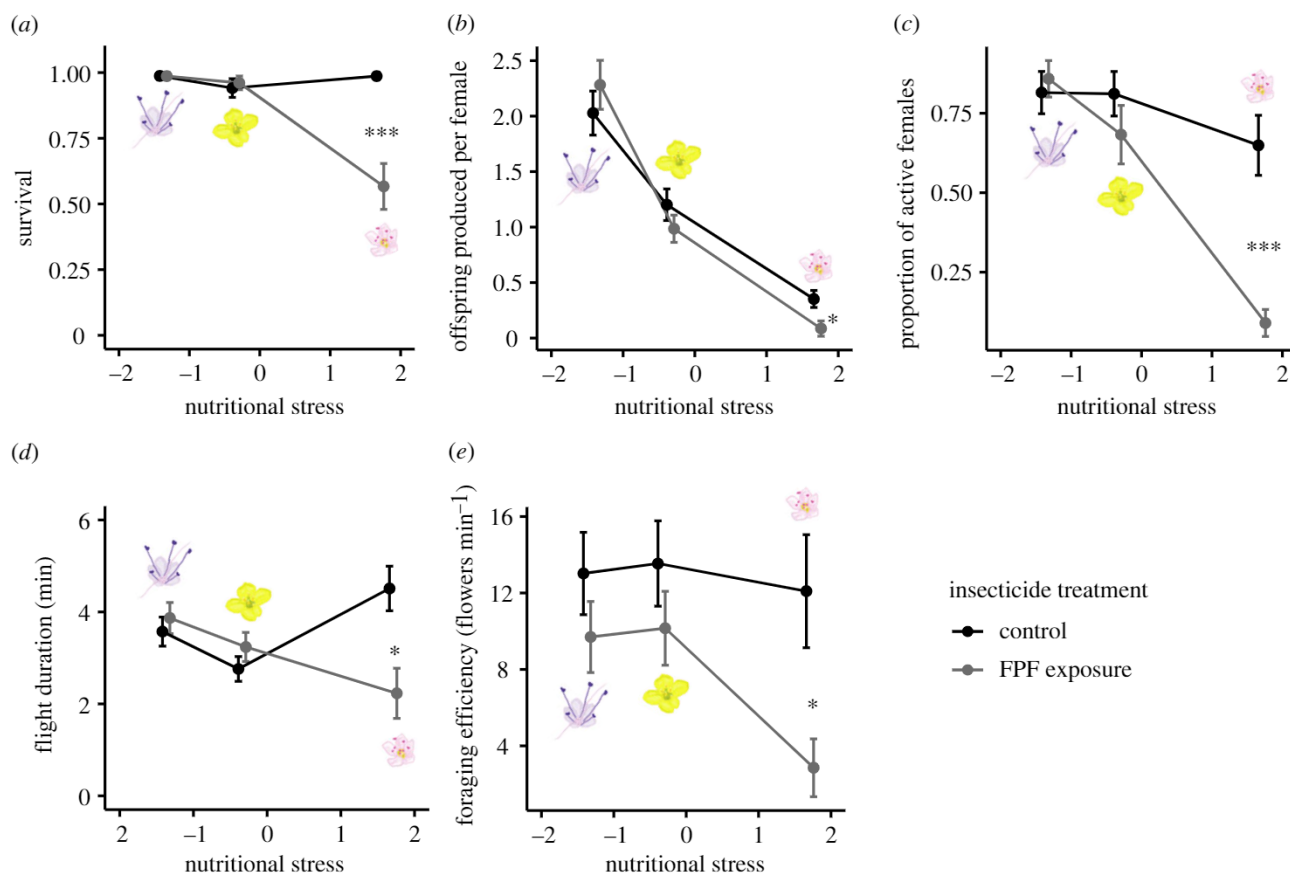 (a)
1.00
0.75
0.50
0.25
0
survival
***
–2 –1 0 1 2
nutritional stress
(b)
2.5
2.0
1.5
1.0
0.5
0
offspring produced per female
*
–2 –1 0 1 2
nutritional stress
(c)
0.75
0.50
0.25
proportion of active females
***
–2 –1 0 1 2
nutritional stress
(d)
6
4
2
0
flight duration (min)
*
2 –1 0 1 2
nutritional stress
(e)
16
12
8
4
foraging efficiency (flowers min⁻¹)
*
–2 –1 0 1 2
nutritional stress
insecticide treatment
control
FPF exposure